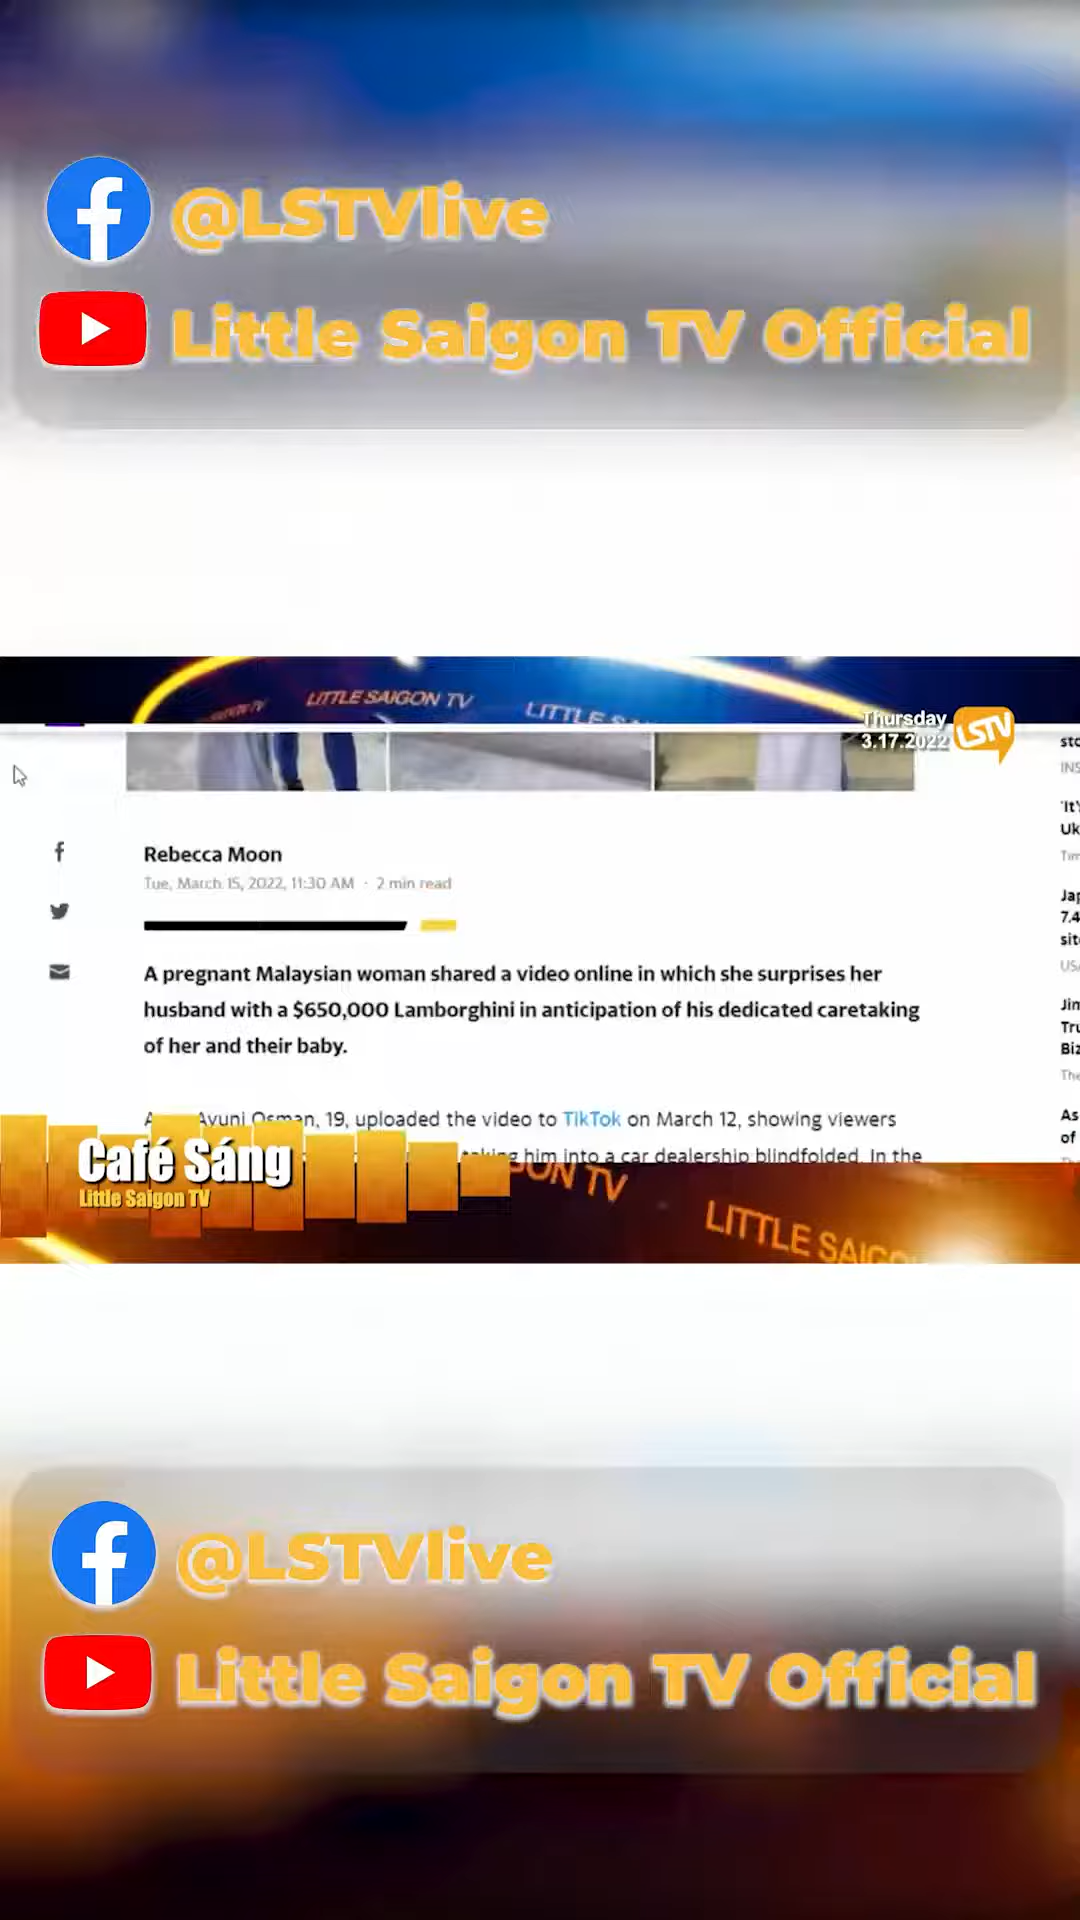 @LSTVlive
Little Saigon TV Official
LITTLE SAIGON TV
LITTLE
Thursday
3.17.2022
LSTV
Rebecca Moon
Tue, March 15, 2022, 11:30 AM · 2 min read
A pregnant Malaysian woman shared a video online in which she surprises her
husband with a $650,000 Lamborghini in anticipation of his dedicated caretaking
of her and their baby.
Ayuni Osman, 19, uploaded the video to TikTok on March 12, showing viewers
him into a car dealership blindfolded. In the
Café Sáng
Little Saigon TV
TV
LITTLE
@LSTVlive
Little Saigon TV Official